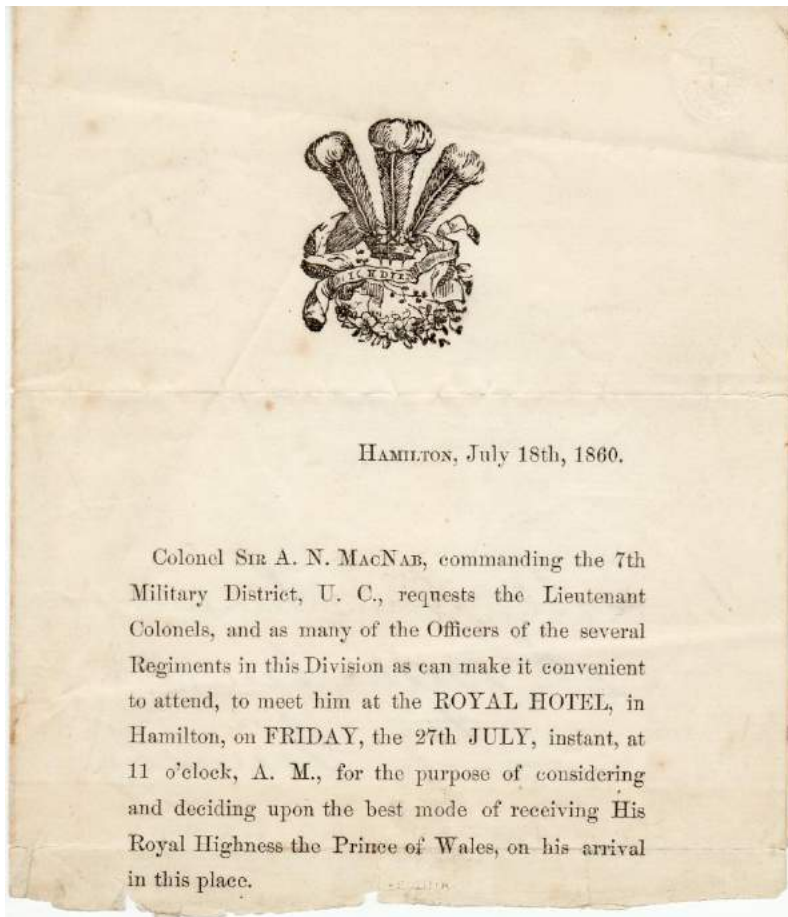 ICH DIEN
HAMILTON, July 18th, 1860.
Colonel SIR A. N. MACNAB, commanding the 7th
Military District, U. C., requests the Lieutenant
Colonels, and as many of the Officers of the several
Regiments in this Division as can make it convenient
to attend, to meet him at the ROYAL HOTEL, in
Hamilton, on FRIDAY, the 27th JULY, instant, at
11 o'clock, A. M., for the purpose of considering
and deciding upon the best mode of receiving His
Royal Highness the Prince of Wales, on his arrival
in this place.